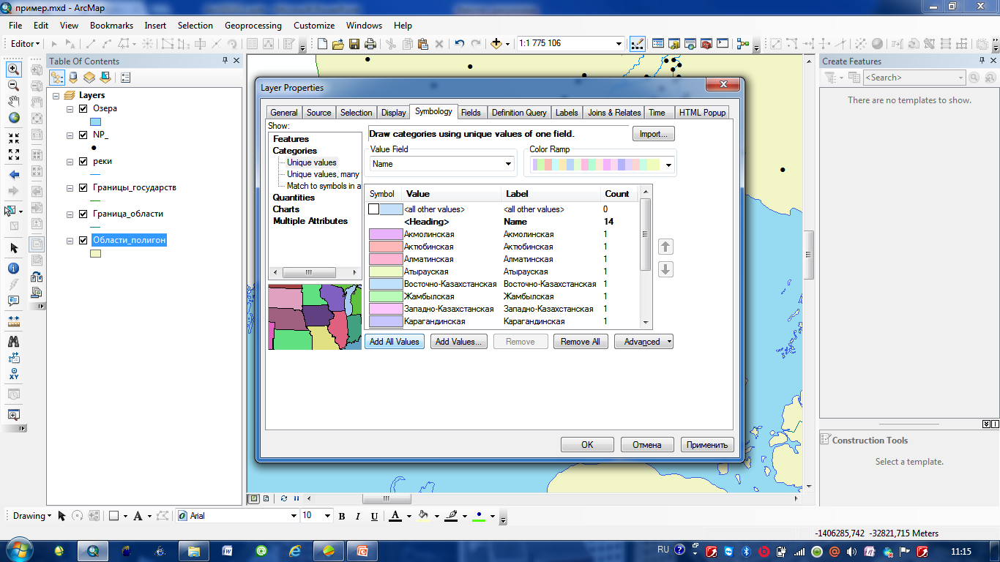 пример.mxd - ArcMap
File Edit View Bookmarks Insert Selection Geoprocessing Customize Windows Help
Editor
1:1 775 106
Table Of Contents
Layers
Озера
NP_
реки
Границы_государств
Граница_области
Области_полигон
Layer Properties
General Source Selection Display Symbology Fields Definition Query Labels Joins & Relates Time HTML Popup
Show:
Features
Categories
Unique values
Unique values, many
Match to symbols in a
Quantities
Charts
Multiple Attributes
Draw categories using unique values of one field.
Import...
Value Field
Name
Color Ramp
Symbol Value Label Count
<all other values> <all other values> 0
<Heading> Name 14
Акмолинская Акмолинская 1
Актюбинская Актюбинская 1
Алматинская Алматинская 1
Атырауская Атырауская 1
Восточно-Казахстанская Восточно-Казахстанская 1
Жамбылская Жамбылская 1
Западно-Казахстанская Западно-Казахстанская 1
Карагандинская Карагандинская 1
Add All Values Add Values... Remove Remove All Advanced
OK Отмена Применить
Create Features
<Search>
There are no templates to show.
Construction Tools
Select a template.
Drawing
Arial
10
B I U A
-1406285,742 -32821,715 Meters
RU
11:15